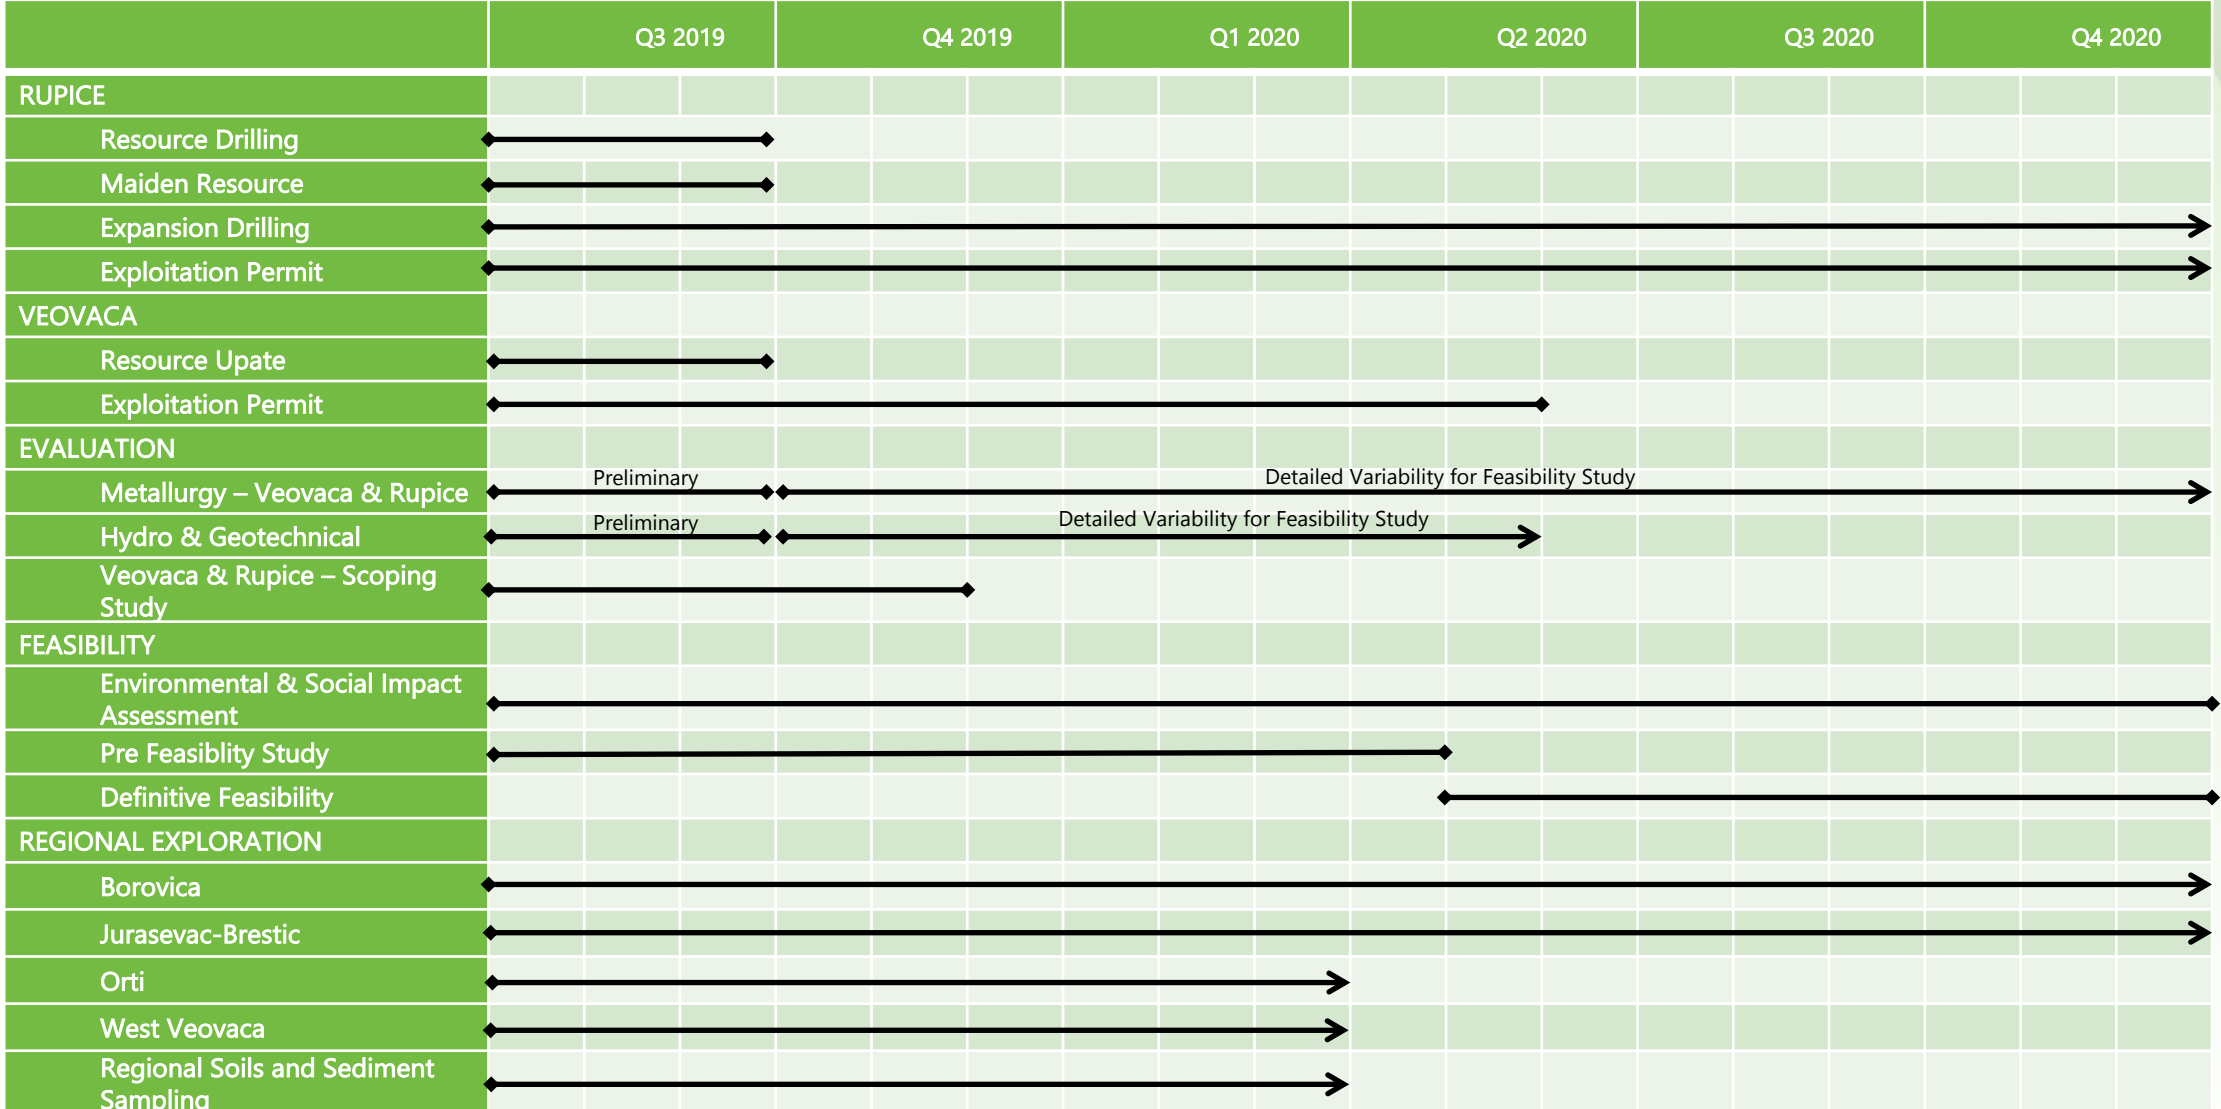 Q3 2019 Q4 2019 Q1 2020 Q2 2020 Q3 2020 Q4 2020
RUPICE
Resource Drilling
Maiden Resource
Expansion Drilling
Exploitation Permit
VEOVACA
Resource Upate
Exploitation Permit
EVALUATION
Metallurgy – Veovaca & Rupice Preliminary Detailed Variability for Feasibility Study
Hydro & Geotechnical Preliminary Detailed Variability for Feasibility Study
Veovaca & Rupice – Scoping
Study
FEASIBILITY
Environmental & Social Impact
Assessment
Pre Feasiblity Study
Definitive Feasibility
REGIONAL EXPLORATION
Borovica
Jurasevac-Brestic
Orti
West Veovaca
Regional Soils and Sediment
Sampling